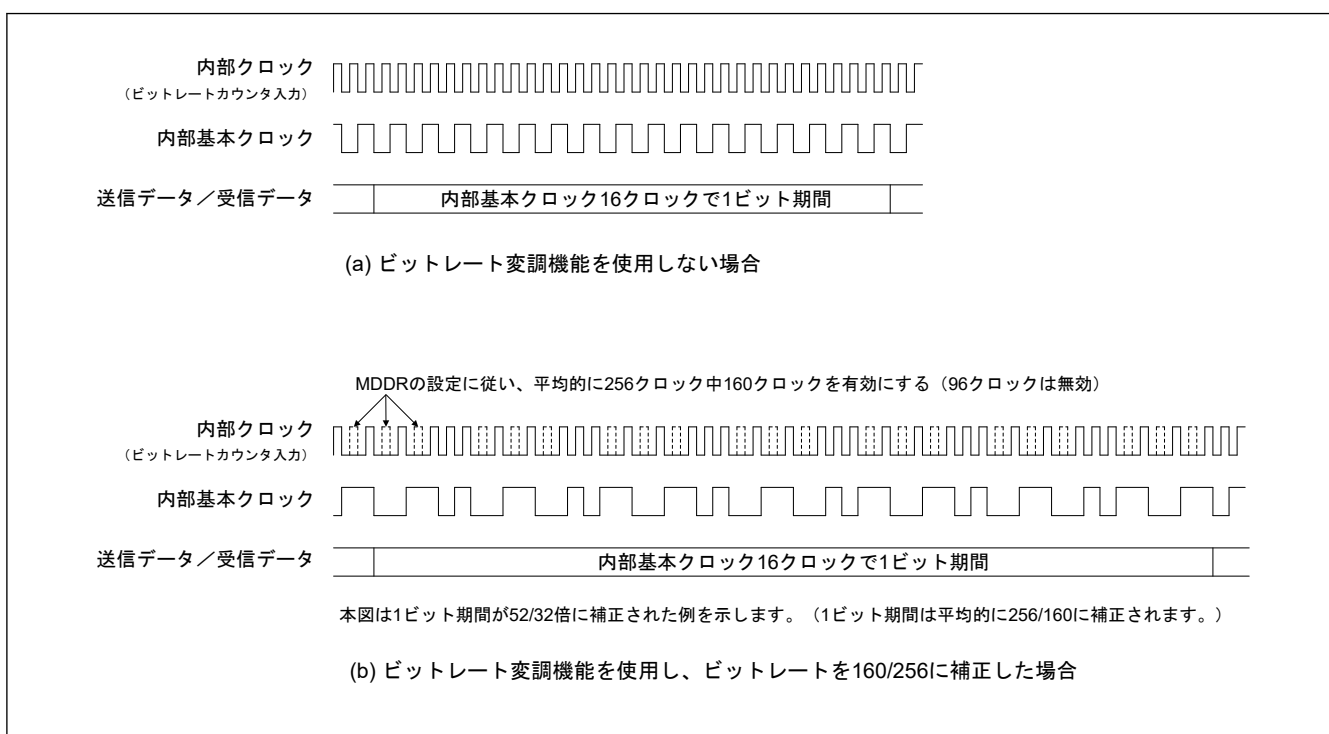 内部クロック
（ビットレートカウンタ入力）
内部基本クロック
送信データ／受信データ
内部基本クロック16クロックで1ビット期間
(a) ビットレート変調機能を使用しない場合
MDDRの設定に従い、平均的に256クロック中160クロックを有効にする（96クロックは無効）
内部クロック
（ビットレートカウンタ入力）
内部基本クロック
送信データ／受信データ
内部基本クロック16クロックで1ビット期間
本図は1ビット期間が52/32倍に補正された例を示します。（1ビット期間は平均的に256/160に補正されます。）
(b) ビットレート変調機能を使用し、ビットレートを160/256に補正した場合